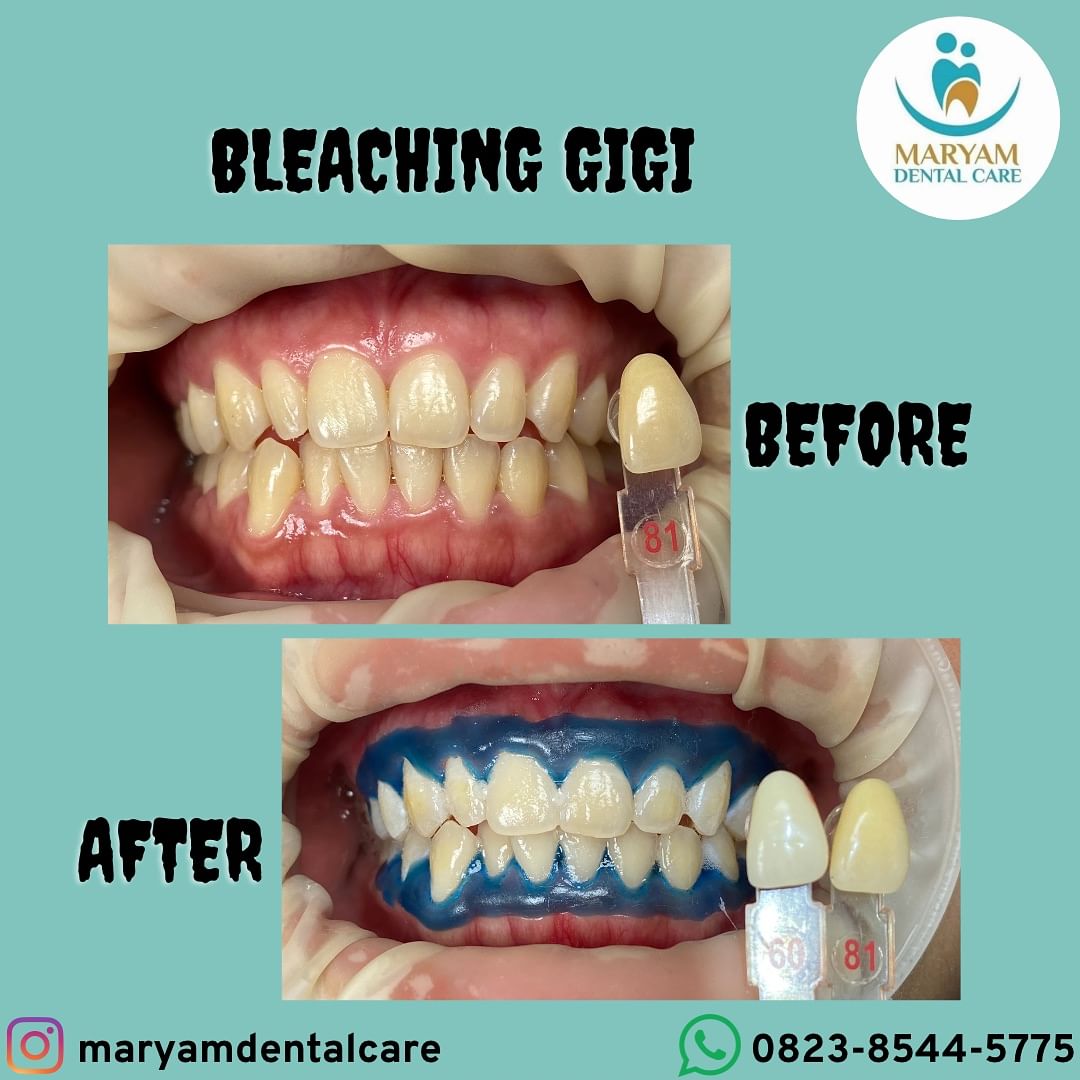 MARYAM
DENTAL CARE
BLEACHING GIGI
BEFORE
81
AFTER
60
81
maryamdentalcare
0823-8544-5775